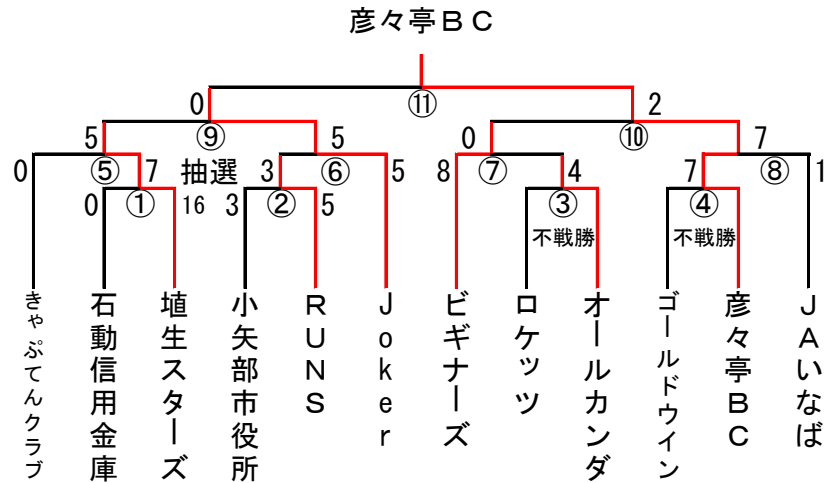 彦々亭BC
⑪
0
2
⑨
⑩
5
5
0
7
0
⑤
7
抽選
3
⑥
5
8
⑦
4
7
⑧
1
0
①
16
3
②
5
③
④
不戦勝
不戦勝
きゃぷてんクラブ
石動信用金庫
埴生スターズ
小矢部市役所
RUNS
Joker
ビギナーズ
ロケッツ
オールカンダ
ゴールドウイン
彦々亭BC
JAいなば